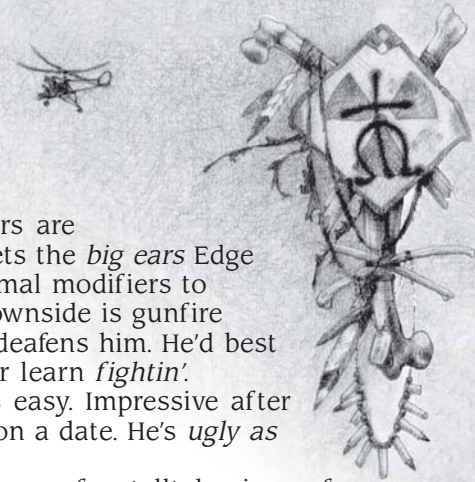 rs are
ets the big ears Edge
mal modifiers to
ownside is gunfire
deafens him. He'd best
r learn fightin'.
s easy. Impressive after
on a date. He's ugly as